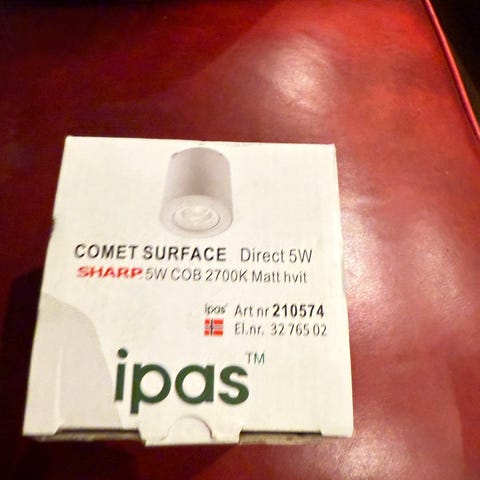 COMET SURFACE Direct 5W
SHARP 5W COB 2700K Matt hvit
ipas Art nr 210574
El.nr. 32 765 02
ipas™